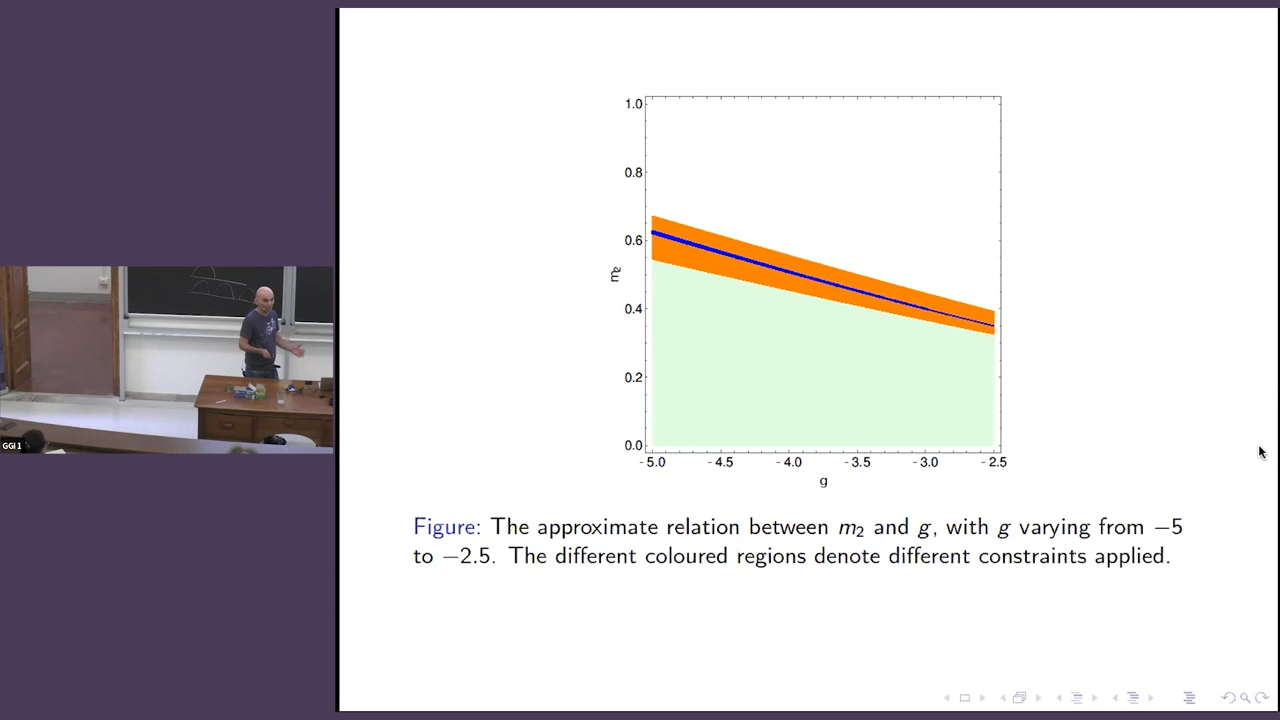 1.0
0.8
0.6
m2
0.4
0.2
0.0
-5.0 -4.5 -4.0 -3.5 -3.0 -2.5
g
GGI 1
Figure: The approximate relation between m₂ and g, with g varying from −5
to −2.5. The different coloured regions denote different constraints applied.